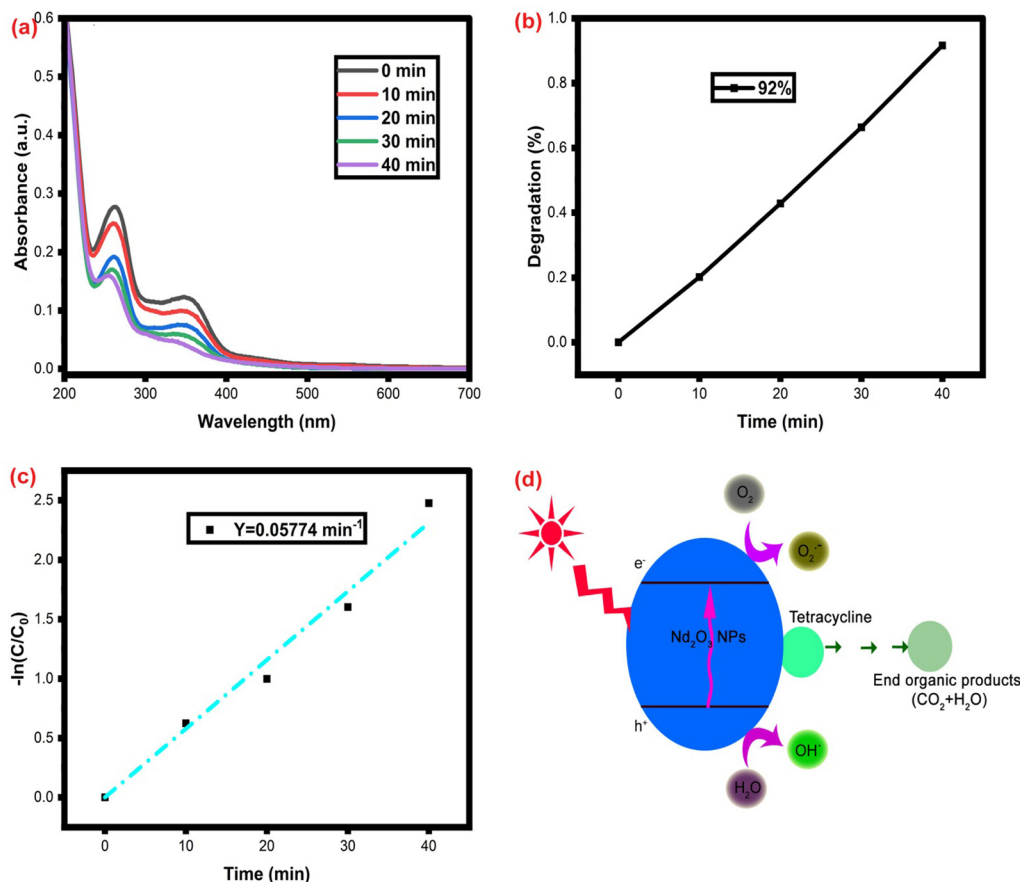 (a)
0.6
0.5
0.4
0.3
0.2
0.1
0.0
Absorbance (a.u.)
0 min
10 min
20 min
30 min
40 min
200 300 400 500 600 700
Wavelength (nm)
(b)
1.0
0.8
0.6
0.4
0.2
0.0
Degradation (%)
92%
0 10 20 30 40
Time (min)
(c)
2.5
2.0
1.5
1.0
0.5
0.0
-ln(C/C₀)
Y=0.05774 min⁻¹
0 10 20 30 40
Time (min)
(d)
O₂
O₂˙⁻
e⁻
Nd₂O₃ NPs
Tetracycline
End organic products
(CO₂+H₂O)
h⁺
OH˙
H₂O